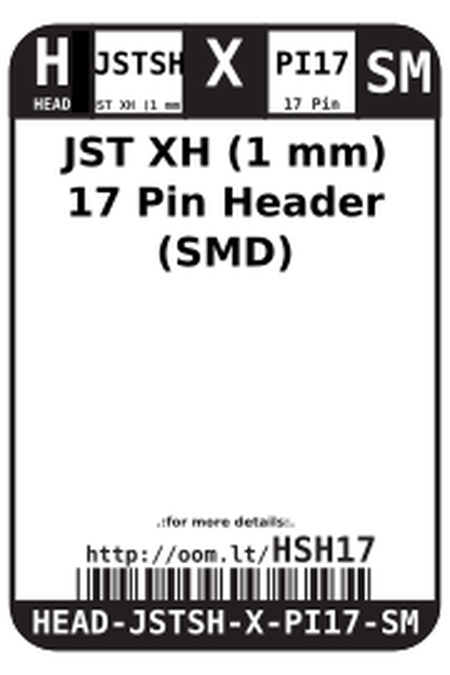 H JSTSH X PI17 SM
HEAD ST XH (1 mm 17 Pin
JST XH (1 mm)
17 Pin Header
(SMD)
.:for more details:.
http://oom.lt/HSH17
HEAD-JSTSH-X-PI17-SM